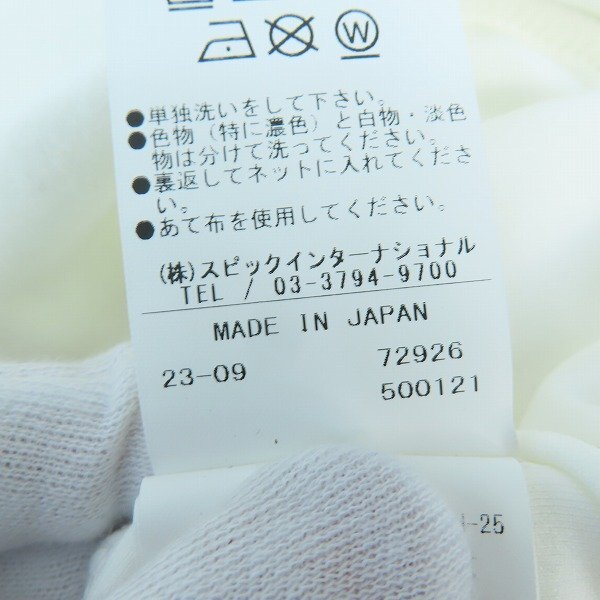 W
●単独洗いをして下さい。
●色物（特に濃色）と白物・淡色
物は分けて洗ってください。
●裏返してネットに入れてくださ
い。
●あて布を使用してください。
(株)スピックインターナショナル
TEL / 03-3794-9700
MADE IN JAPAN
23-09 72926
500121
-25